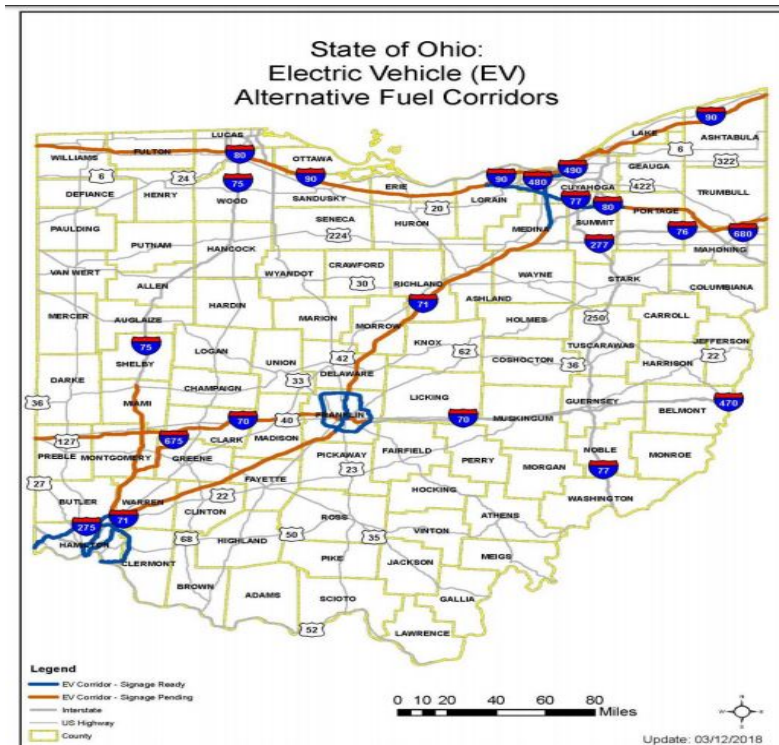 State of Ohio:
Electric Vehicle (EV)
Alternative Fuel Corridors
90
LAKE
ASHTABULA
LUCAS
6
WILLIAMS
FULTON
80
OTTAWA
490
GEAUGA
322
6
24
90
ERIE
90
480
CUYAHOGA
422
TRUMBULL
DEFIANCE
HENRY
75
WOOD
SANDUSKY
LORAIN
77
80
PORTAGE
20
SENECA
HURON
MEDINA
SUMMIT
76
680
PAULDING
224
277
MAHONING
PUTNAM
HANCOCK
VAN WERT
WYANDOT
CRAWFORD
RICHLAND
WAYNE
STARK
COLUMBIANA
ALLEN
30
ASHLAND
71
HARDIN
MARION
MORROW
HOLMES
CARROLL
MERCER
AUGLAIZE
250
75
LOGAN
KNOX
TUSCARAWAS
JEFFERSON
SHELBY
UNION
42
62
COSHOCTON
HARRISON
22
DELAWARE
36
DARKE
33
CHAMPAIGN
LICKING
GUERNSEY
470
36
MIAMI
70
40
FRANKLIN
70
MUSKINGUM
BELMONT
127
675
CLARK
MADISON
PREBLE
MONTGOMERY
GREENE
PICKAWAY
FAIRFIELD
PERRY
NOBLE
MONROE
23
MORGAN
77
27
FAYETTE
BUTLER
WARREN
22
HOCKING
WASHINGTON
CLINTON
71
275
ROSS
ATHENS
HAMILTON
68
HIGHLAND
50
35
VINTON
CLERMONT
PIKE
MEIGS
JACKSON
BROWN
ADAMS
SCIOTO
GALLIA
52
LAWRENCE
Legend
EV Corridor - Signage Ready
EV Corridor - Signage Pending
Interstate
US Highway
County
0 10 20 40 60 80
Miles
N
W
E
S
Update: 03/12/2018